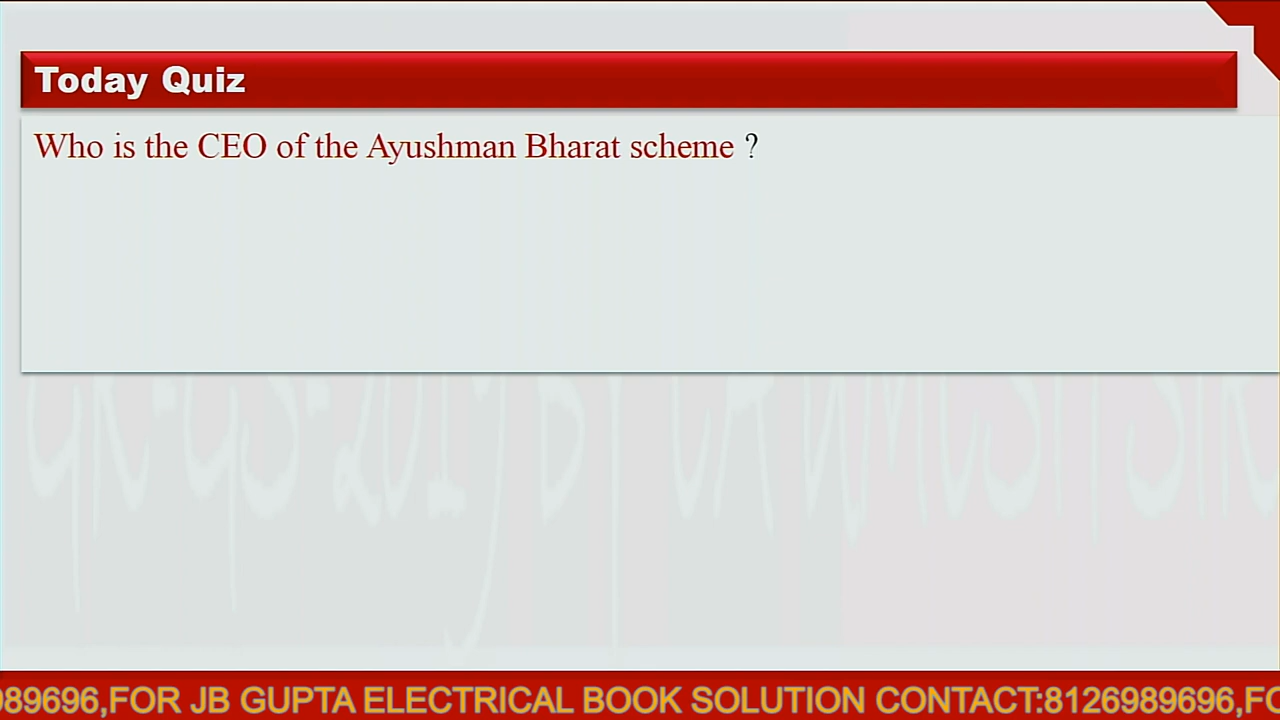 Today Quiz
Who is the CEO of the Ayushman Bharat scheme ?
989696,FOR JB GUPTA ELECTRICAL BOOK SOLUTION CONTACT:8126989696,FO